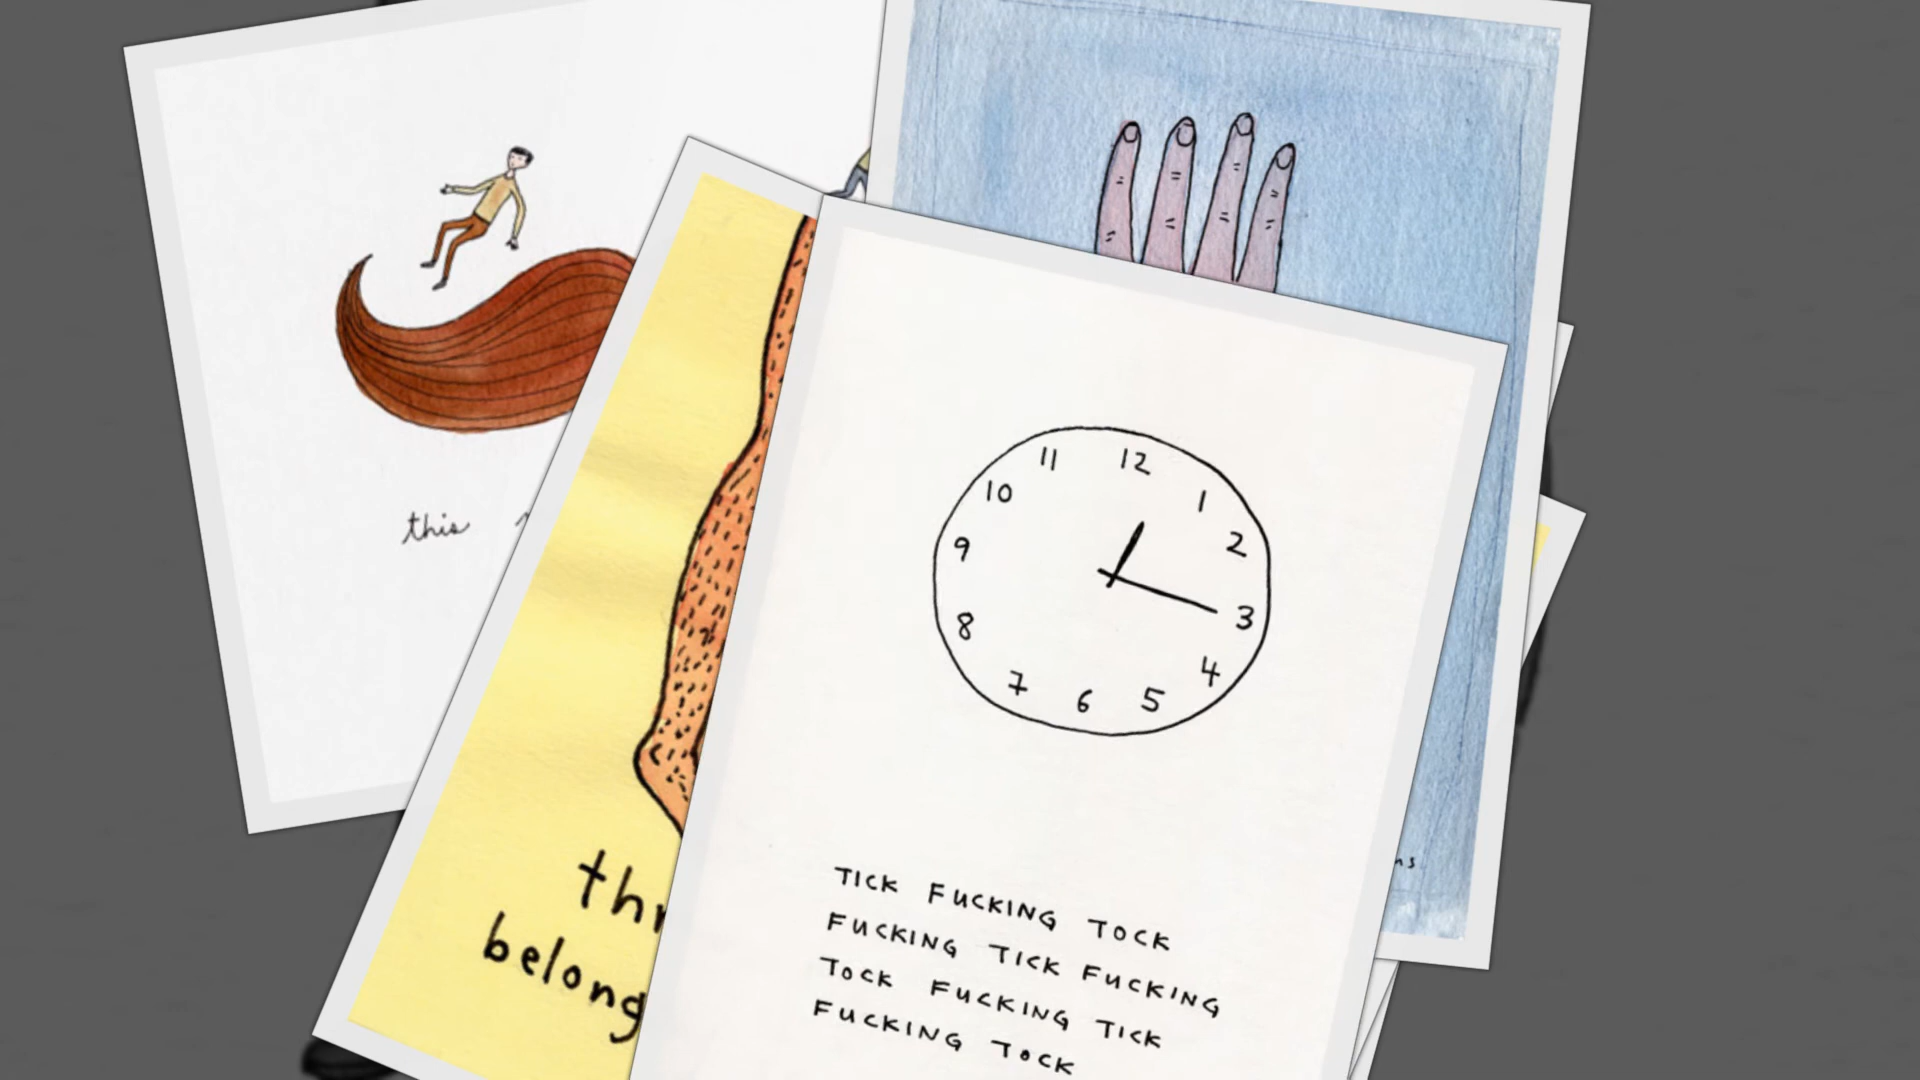 this
11 12 1
10 2
9 3
8 4
7 6 5
belong
TICK FUCKING TOCK
FUCKING TICK FUCKING
TOCK FUCKING TICK
FUCKING TOCK